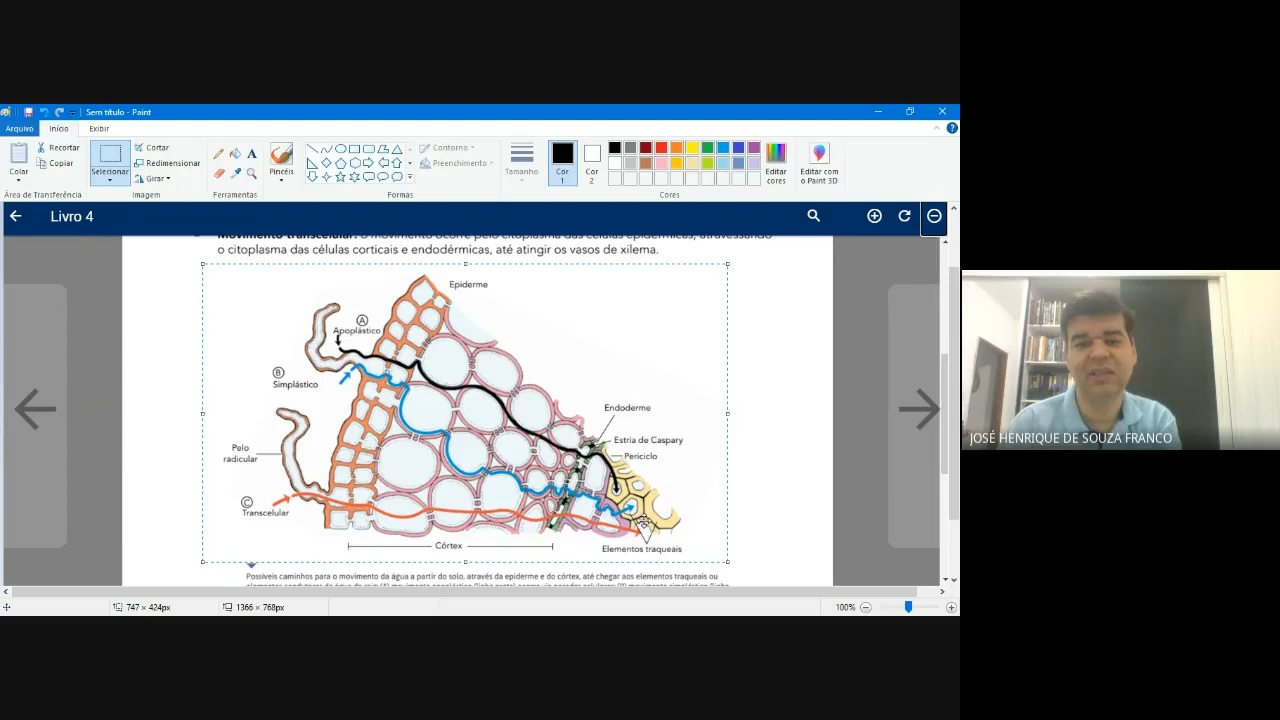 Sem título - Paint
Arquivo Início Exibir
Colar
Recortar
Copiar
Área de Transferência
Selecionar
Cortar
Redimensionar
Girar
Imagem
A
Ferramentas
Pincéis
Contorno
Preenchimento
Formas
Tamanho
Cor
1
Cor
2
Editar
cores
Editar com
o Paint 3D
Cores
Livro 4
Movimento transcelular: o movimento ocorre pelo citoplasma das células epidérmicas, atravessando
o citoplasma das células corticais e endodérmicas, até atingir os vasos de xilema.
Epiderme
A
Apoplástico
B
Simplástico
Endoderme
Estria de Caspary
Periciclo
Pelo
radicular
C
Transcelular
Córtex
Elementos traqueais
Possíveis caminhos para o movimento da água a partir do solo, através da epiderme e do córtex, até chegar aos elementos traqueais ou
747 × 424px
1366 × 768px
100%
JOSÉ HENRIQUE DE SOUZA FRANCO